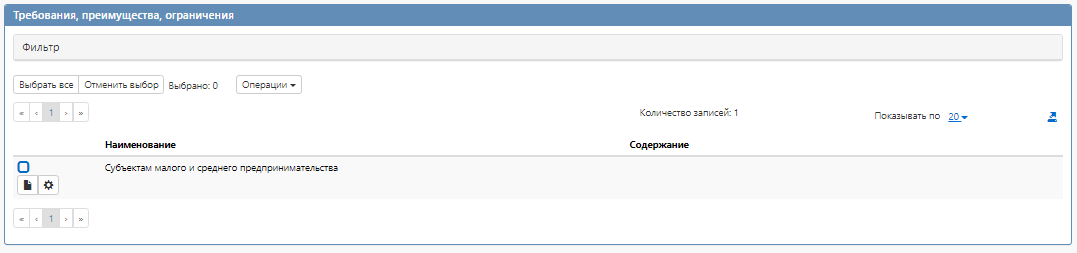 Требования, преимущества, ограничения
Фильтр
Выбрать все Отменить выбор Выбрано: 0 Операции
« ‹ 1 › » Количество записей: 1 Показывать по 20
Наименование Содержание
Субъектам малого и среднего предпринимательства
« ‹ 1 › »